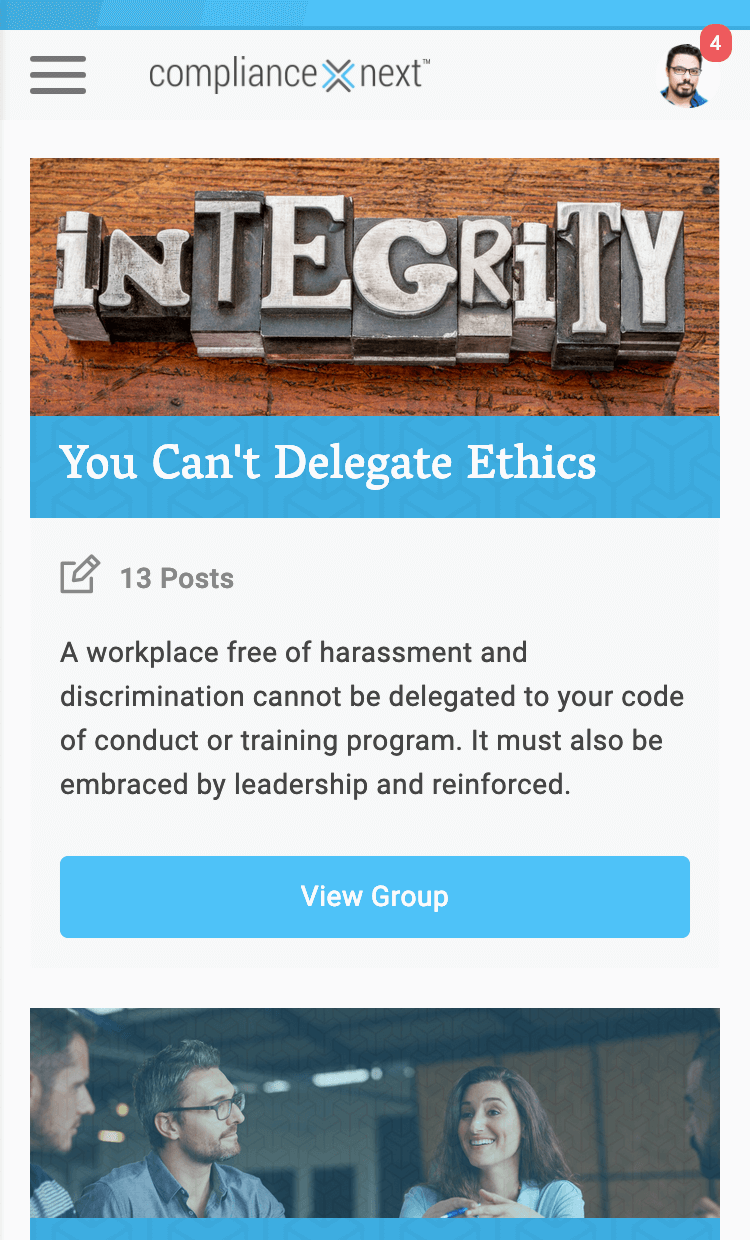 compliance next™
4
iNTEGRiTY
You Can't Delegate Ethics
13 Posts
A workplace free of harassment and
discrimination cannot be delegated to your code
of conduct or training program. It must also be
embraced by leadership and reinforced.
View Group